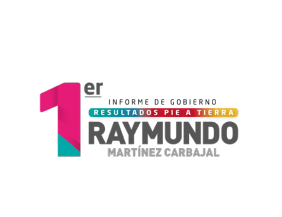 1er
INFORME DE GOBIERNO
RESULTADOS PIE A TIERRA
RAYMUNDO
MARTÍNEZ CARBAJAL